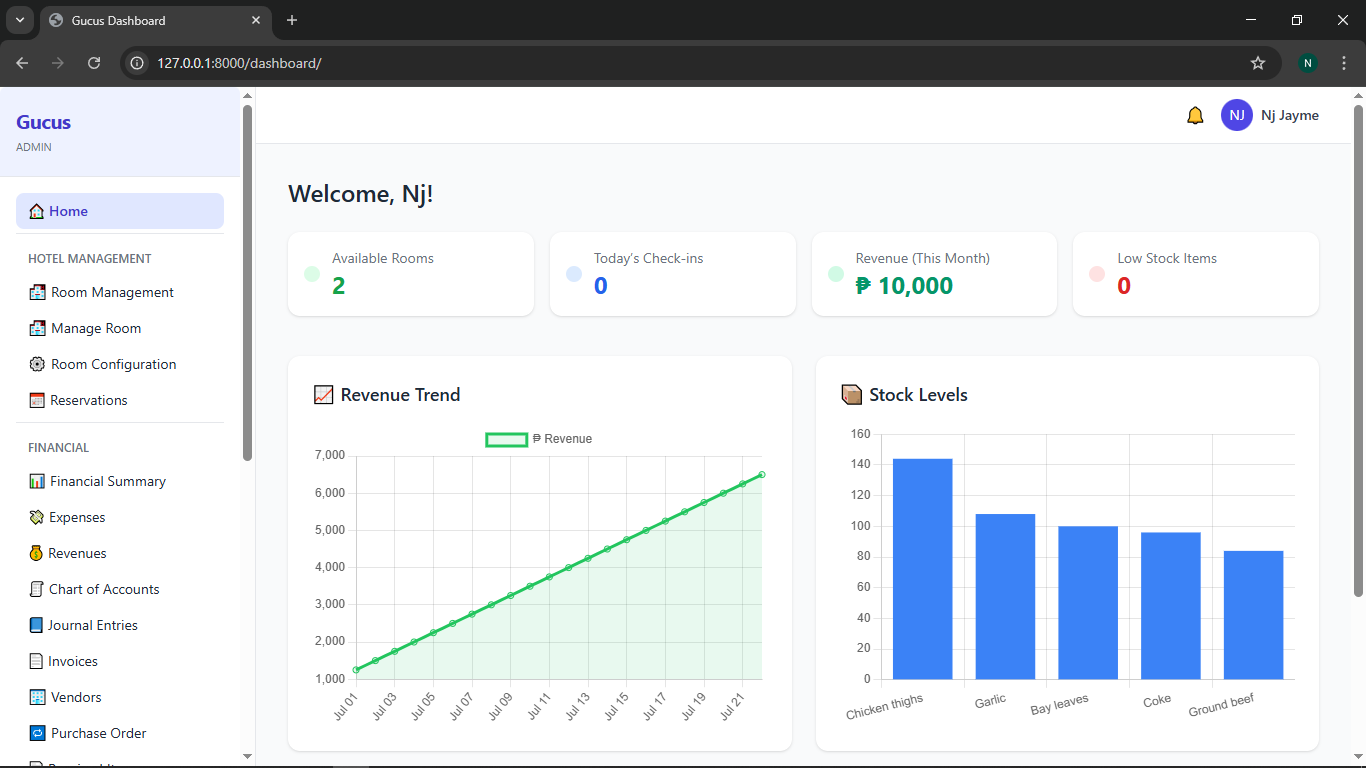 Gucus Dashboard
127.0.0.1:8000/dashboard/
N
Gucus
ADMIN
NJ
Nj Jayme
Home
HOTEL MANAGEMENT
Room Management
Manage Room
Room Configuration
Reservations
FINANCIAL
Financial Summary
Expenses
Revenues
Chart of Accounts
Journal Entries
Invoices
Vendors
Purchase Order
Welcome, Nj!
Available Rooms
2
Today's Check-ins
0
Revenue (This Month)
₱ 10,000
Low Stock Items
0
Revenue Trend
₱ Revenue
7,000
6,000
5,000
4,000
3,000
2,000
1,000
Jul 01
Jul 03
Jul 05
Jul 07
Jul 09
Jul 11
Jul 13
Jul 15
Jul 17
Jul 19
Jul 21
Stock Levels
160
140
120
100
80
60
40
20
0
Chicken thighs
Garlic
Bay leaves
Coke
Ground beef